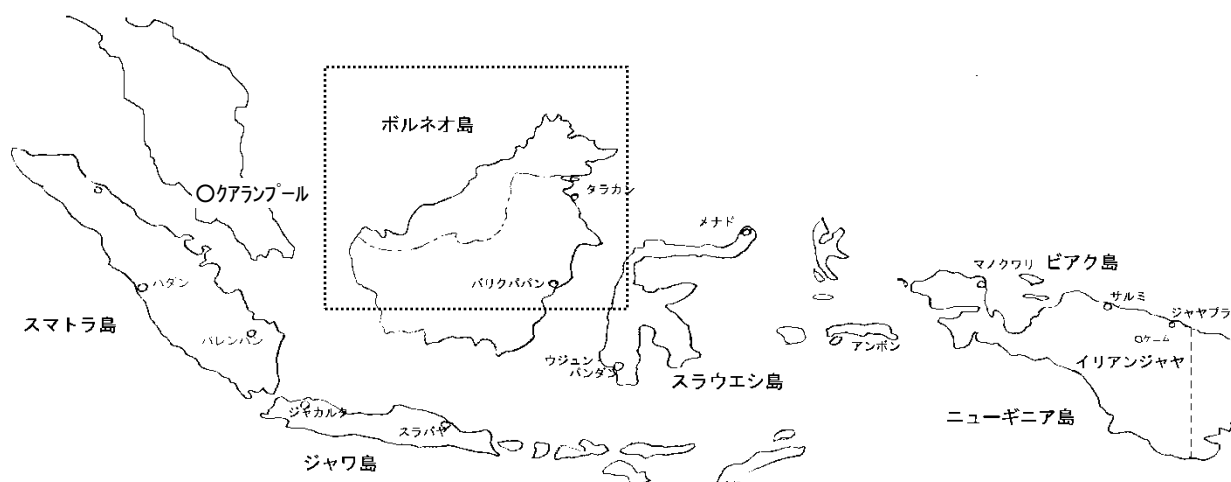 ボルネオ島
○クアランプール
タラカン
メナド
マノクワリ
ビアク島
ハダン
バリクパパン
サルミ
ジャヤプラ
スマトラ島
パレンバン
アンボン
ゲーム
ウジュン・
パンダン
スラウエシ島
イリアンジャヤ
ジャカルタ
スラバヤ
ニューギニア島
ジャワ島